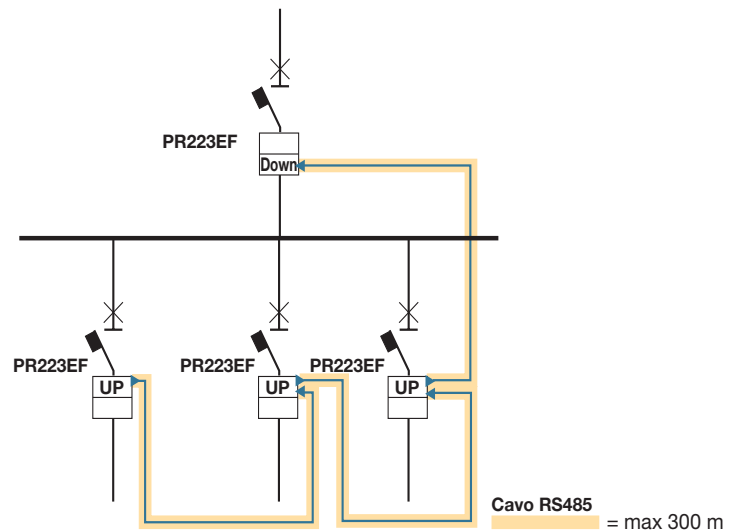 PR223EF
Down
PR223EF
PR223EF
PR223EF
UP
UP
UP
Cavo RS485
= max 300 m